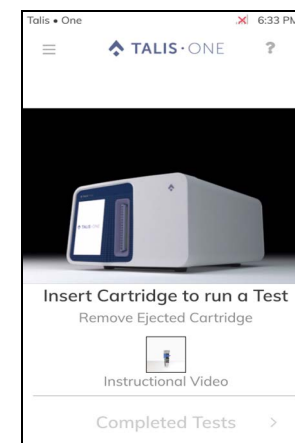 Talis • One 6:33 PM
TALIS·ONE ?
Insert Cartridge to run a Test
Remove Ejected Cartridge
Instructional Video
Completed Tests >